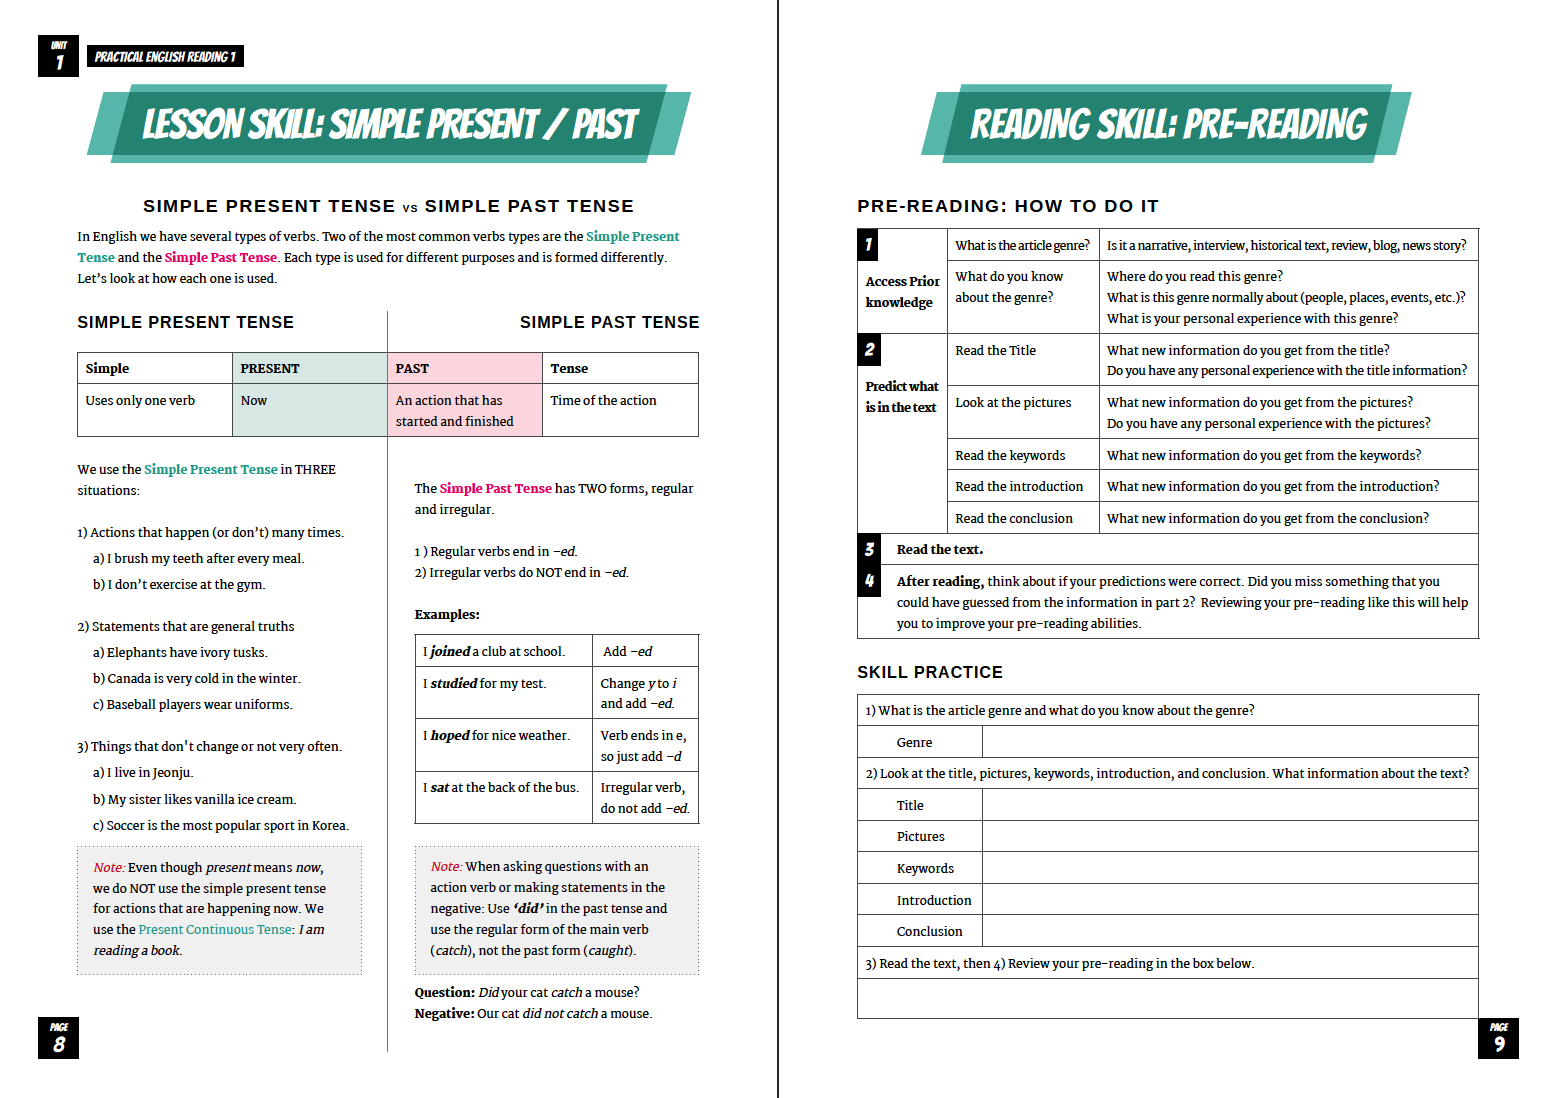 UNIT
1
PRACTICAL ENGLISH READING 1
LESSON SKILL: SIMPLE PRESENT / PAST
SIMPLE PRESENT TENSE VS SIMPLE PAST TENSE
In English we have several types of verbs. Two of the most common verbs types are the Simple Present
Tense and the Simple Past Tense. Each type is used for different purposes and is formed differently.
Let's look at how each one is used.
SIMPLE PRESENT TENSE
SIMPLE PAST TENSE
Simple PRESENT PAST Tense
Uses only one verb
Now
An action that has
started and finished
Time of the action
We use the Simple Present Tense in THREE
situations:
1) Actions that happen (or don't) many times.
a) I brush my teeth after every meal.
b) I don't exercise at the gym.
2) Statements that are general truths
a) Elephants have ivory tusks.
b) Canada is very cold in the winter.
c) Baseball players wear uniforms.
3) Things that don't change or not very often.
a) I live in Jeonju.
b) My sister likes vanilla ice cream.
c) Soccer is the most popular sport in Korea.
Note: Even though present means now,
we do NOT use the simple present tense
for actions that are happening now. We
use the Present Continuous Tense: I am
reading a book.
The Simple Past Tense has TWO forms, regular
and irregular.
1 ) Regular verbs end in –ed.
2) Irregular verbs do NOT end in –ed.
Examples:
I joined a club at school.
Add –ed
I studied for my test.
Change y to i
and add –ed.
I hoped for nice weather.
Verb ends in e,
so just add –d
I sat at the back of the bus.
Irregular verb,
do not add –ed.
Note: When asking questions with an
action verb or making statements in the
negative: Use 'did' in the past tense and
use the regular form of the main verb
(catch), not the past form (caught).
Question: Did your cat catch a mouse?
Negative: Our cat did not catch a mouse.
PAGE
8
READING SKILL: PRE-READING
PRE-READING: HOW TO DO IT
1
Access Prior
knowledge
What is the article genre?
Is it a narrative, interview, historical text, review, blog, news story?
What do you know
about the genre?
Where do you read this genre?
What is this genre normally about (people, places, events, etc.)?
What is your personal experience with this genre?
2
Predict what
is in the text
Read the Title
What new information do you get from the title?
Do you have any personal experience with the title information?
Look at the pictures
What new information do you get from the pictures?
Do you have any personal experience with the pictures?
Read the keywords
What new information do you get from the keywords?
Read the introduction
What new information do you get from the introduction?
Read the conclusion
What new information do you get from the conclusion?
3
Read the text.
4
After reading, think about if your predictions were correct. Did you miss something that you
could have guessed from the information in part 2? Reviewing your pre-reading like this will help
you to improve your pre-reading abilities.
SKILL PRACTICE
1) What is the article genre and what do you know about the genre?
Genre
2) Look at the title, pictures, keywords, introduction, and conclusion. What information about the text?
Title
Pictures
Keywords
Introduction
Conclusion
3) Read the text, then 4) Review your pre-reading in the box below.
PAGE
9